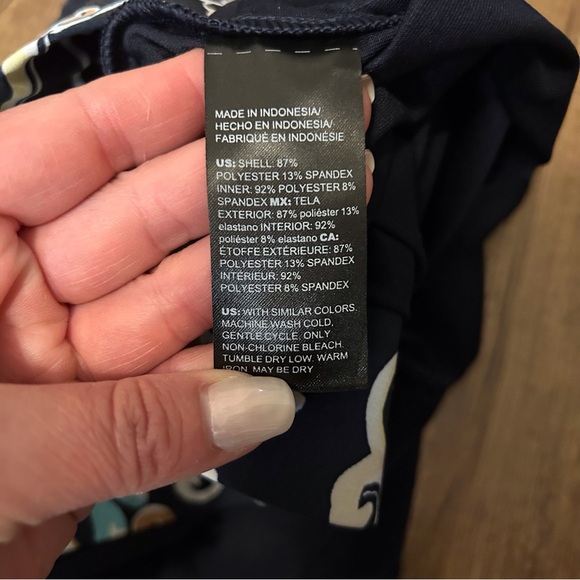 MADE IN INDONESIA/
HECHO EN INDONESIA/
FABRIQUÉ EN INDONÉSIE
US: SHELL: 87%
POLYESTER 13% SPANDEX
INNER: 92% POLYESTER 8%
SPANDEX MX: TELA
EXTERIOR: 87% poliéster 13%
elastano INTERIOR: 92%
poliéster 8% elastano CA:
ÉTOFFE EXTÉRIEURE: 87%
POLYESTER 13% SPANDEX
INTÉRIEUR: 92%
POLYESTER 8% SPANDEX
US: WITH SIMILAR COLORS.
MACHINE WASH COLD,
GENTLE CYCLE. ONLY
NON-CHLORINE BLEACH.
TUMBLE DRY LOW. WARM
IRON. MAY BE DRY